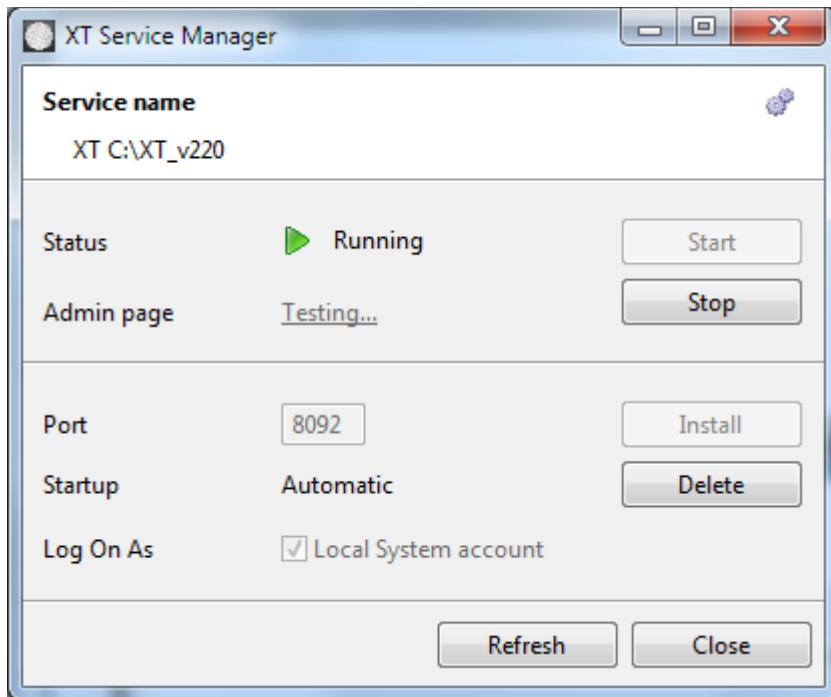 XT Service Manager
Service name
XT C:\XT_v220
Status Running Start
Admin page Testing... Stop
Port 8092 Install
Startup Automatic Delete
Log On As Local System account
Refresh Close